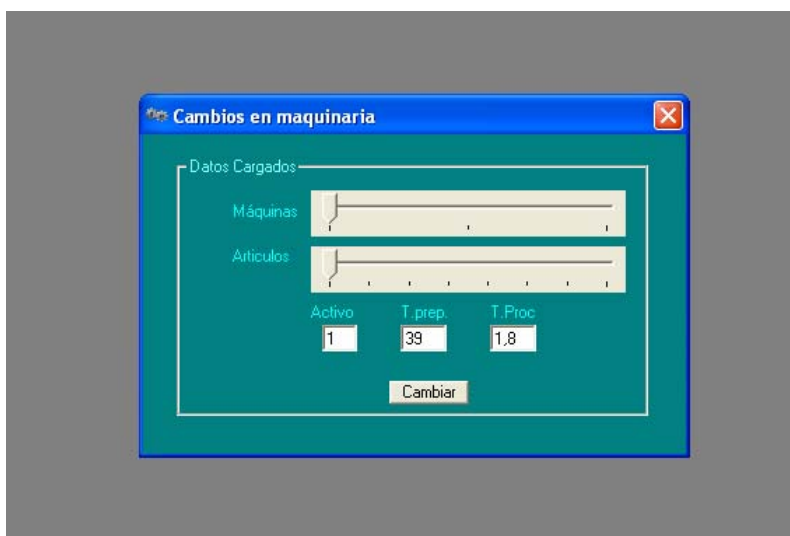 Cambios en maquinaria
Datos Cargados
Máquinas
Articulos
Activo T.prep. T.Proc
1 39 1,8
Cambiar